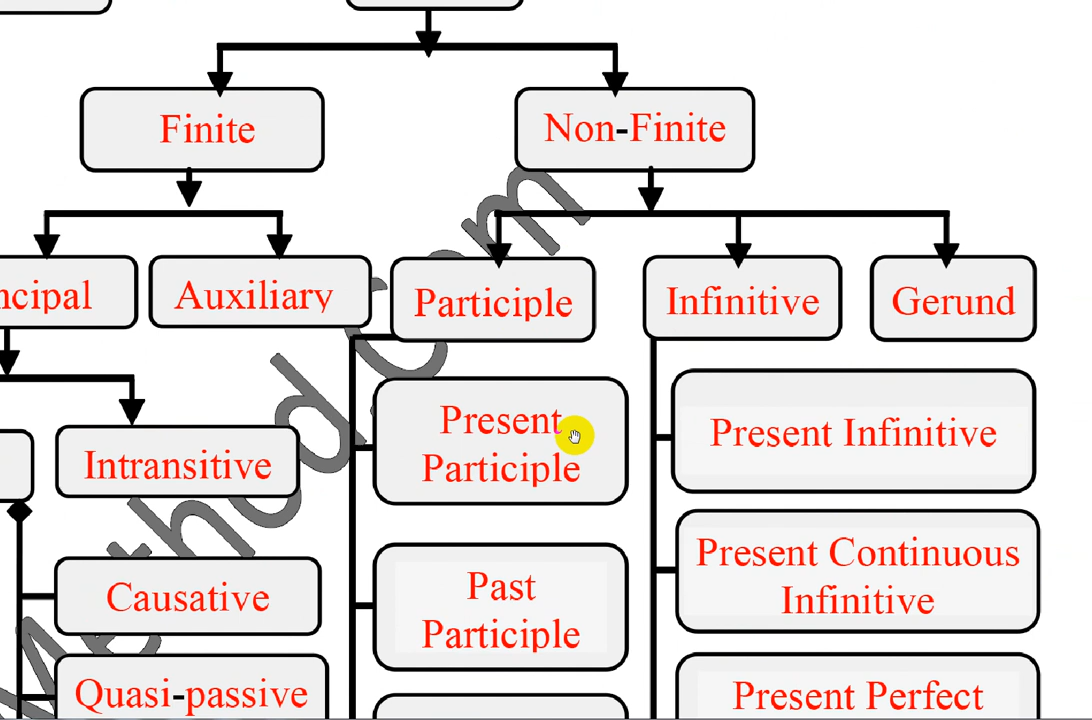 Finite
Non-Finite
ncipal
Auxiliary
Participle
Infinitive
Gerund
Present
Participle
Present Infinitive
Intransitive
Present Continuous
Infinitive
Causative
Past
Participle
Quasi-passive
Present Perfect